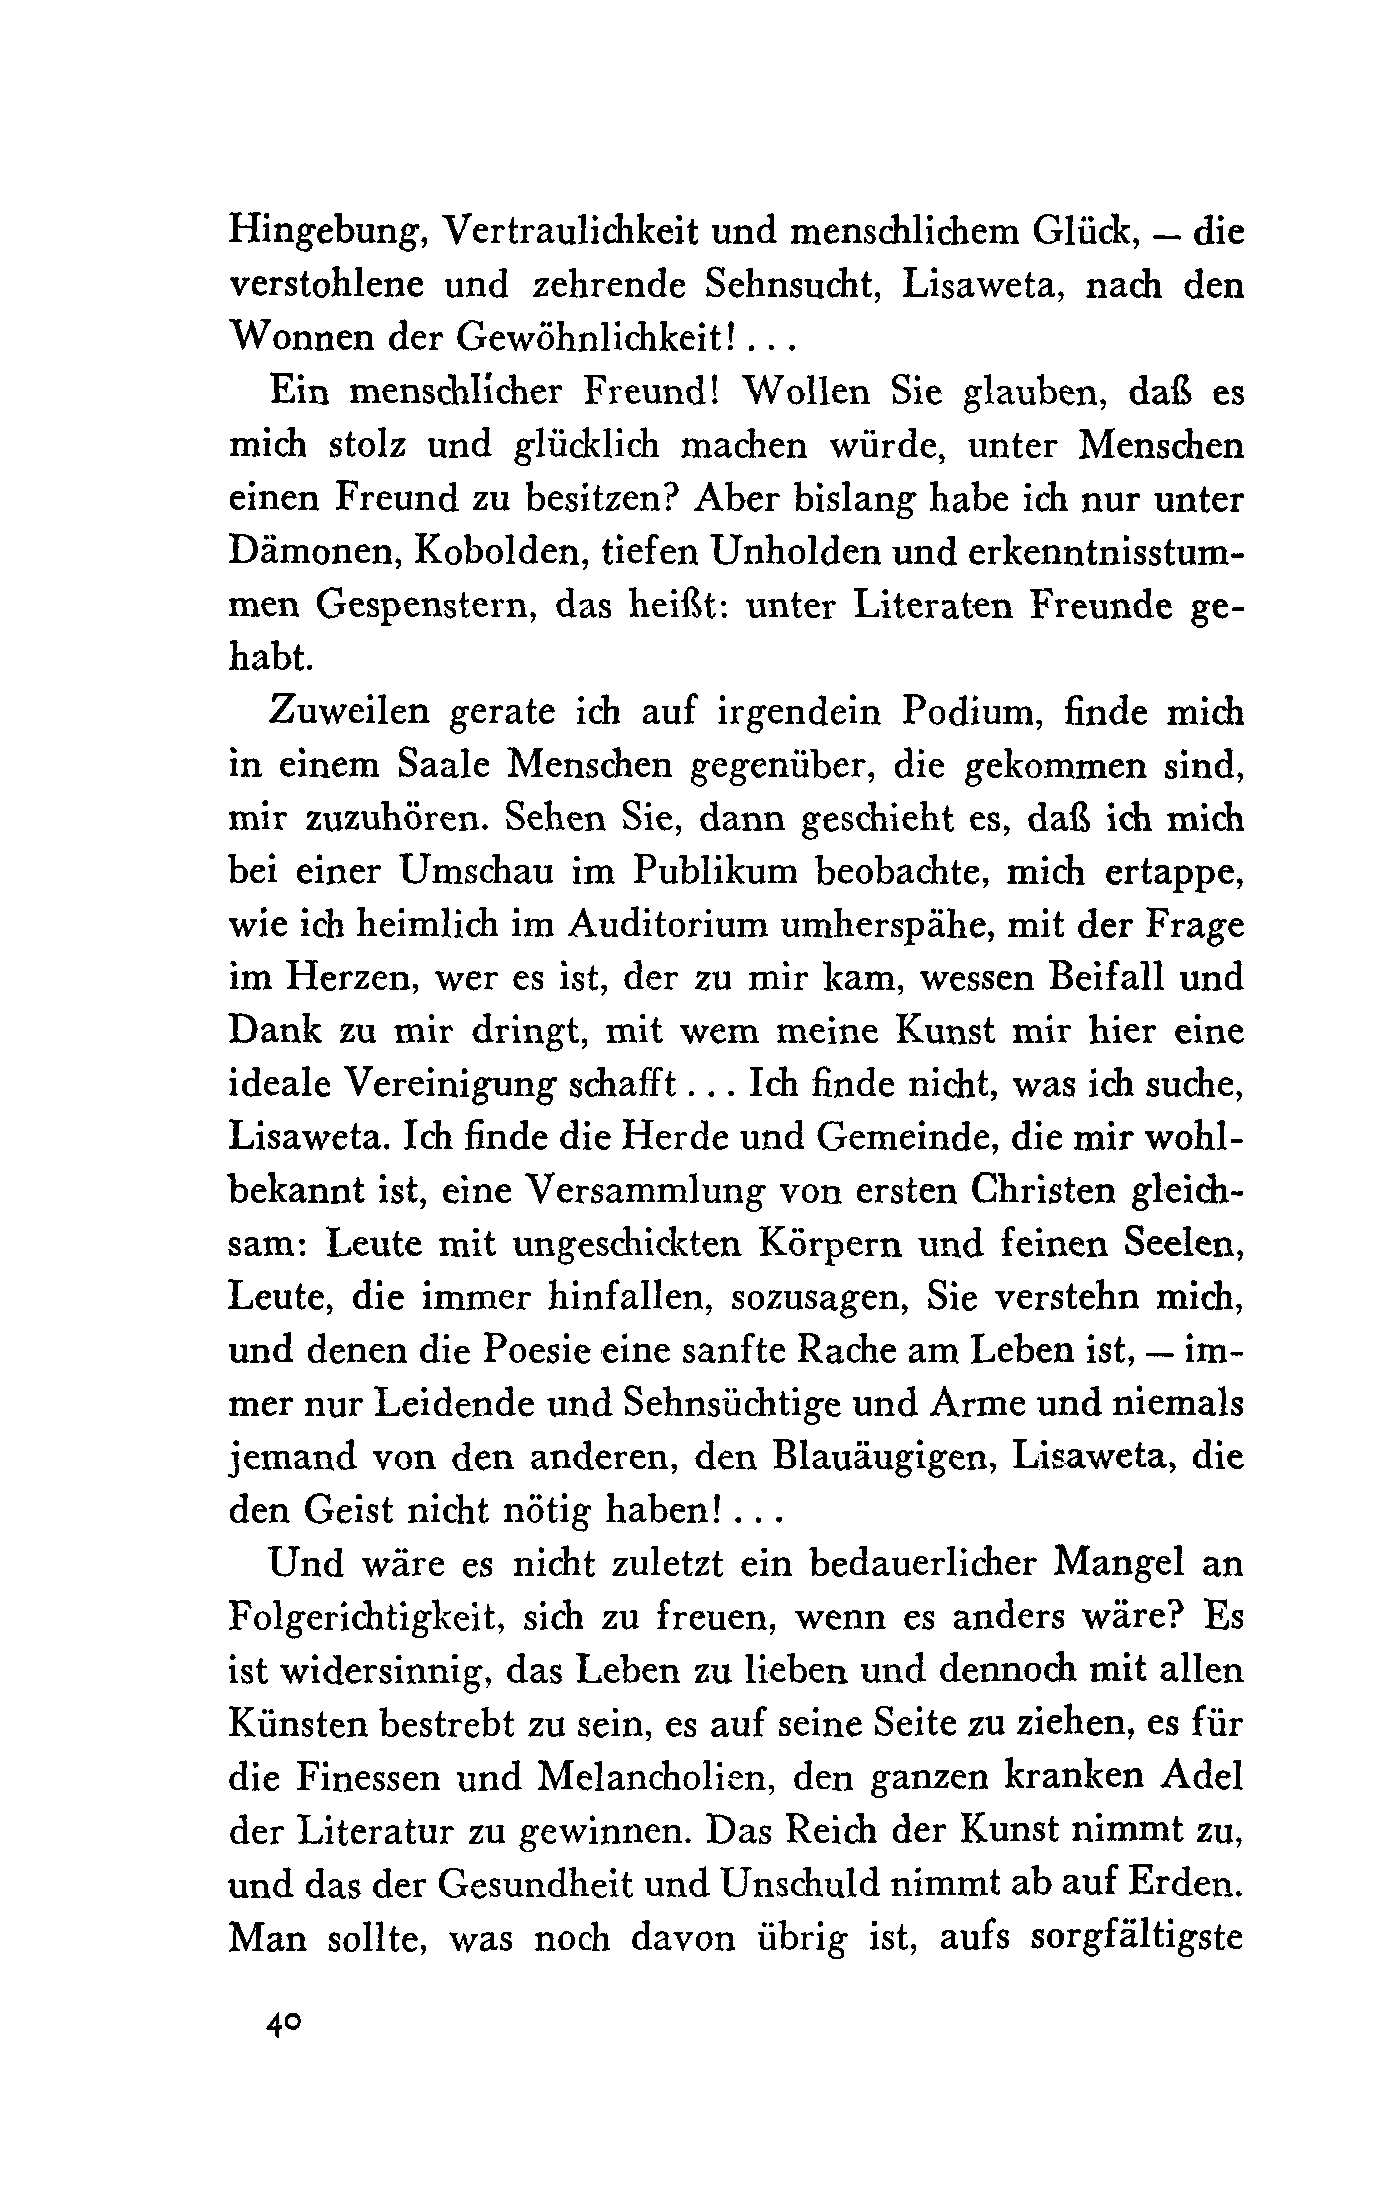 Hingebung, Vertraulichkeit und menschlichem Glück, — die
verstohlene und zehrende Sehnsucht, Lisaweta, nach den
Wonnen der Gewöhnlichkeit! . . .
Ein menschlicher Freund! Wollen Sie glauben, daß es
mich stolz und glücklich machen würde, unter Menschen
einen Freund zu besitzen? Aber bislang habe ich nur unter
Dämonen, Kobolden, tiefen Unholden und erkenntnisstum-
men Gespenstern, das heißt: unter Literaten Freunde ge-
habt.
Zuweilen gerate ich auf irgendein Podium, finde mich
in einem Saale Menschen gegenüber, die gekommen sind,
mir zuzuhören. Sehen Sie, dann geschieht es, daß ich mich
bei einer Umschau im Publikum beobachte, mich ertappe,
wie ich heimlich im Auditorium umherspähe, mit der Frage
im Herzen, wer es ist, der zu mir kam, wessen Beifall und
Dank zu mir dringt, mit wem meine Kunst mir hier eine
ideale Vereinigung schafft . . . Ich finde nicht, was ich suche,
Lisaweta. Ich finde die Herde und Gemeinde, die mir wohl-
bekannt ist, eine Versammlung von ersten Christen gleich-
sam: Leute mit ungeschickten Körpern und feinen Seelen,
Leute, die immer hinfallen, sozusagen, Sie verstehn mich,
und denen die Poesie eine sanfte Rache am Leben ist, — im-
mer nur Leidende und Sehnsüchtige und Arme und niemals
jemand von den anderen, den Blauäugigen, Lisaweta, die
den Geist nicht nötig haben! . . .
Und wäre es nicht zuletzt ein bedauerlicher Mangel an
Folgerichtigkeit, sich zu freuen, wenn es anders wäre? Es
ist widersinnig, das Leben zu lieben und dennoch mit allen
Künsten bestrebt zu sein, es auf seine Seite zu ziehen, es für
die Finessen und Melancholien, den ganzen kranken Adel
der Literatur zu gewinnen. Das Reich der Kunst nimmt zu,
und das der Gesundheit und Unschuld nimmt ab auf Erden.
Man sollte, was noch davon übrig ist, aufs sorgfältigste
40